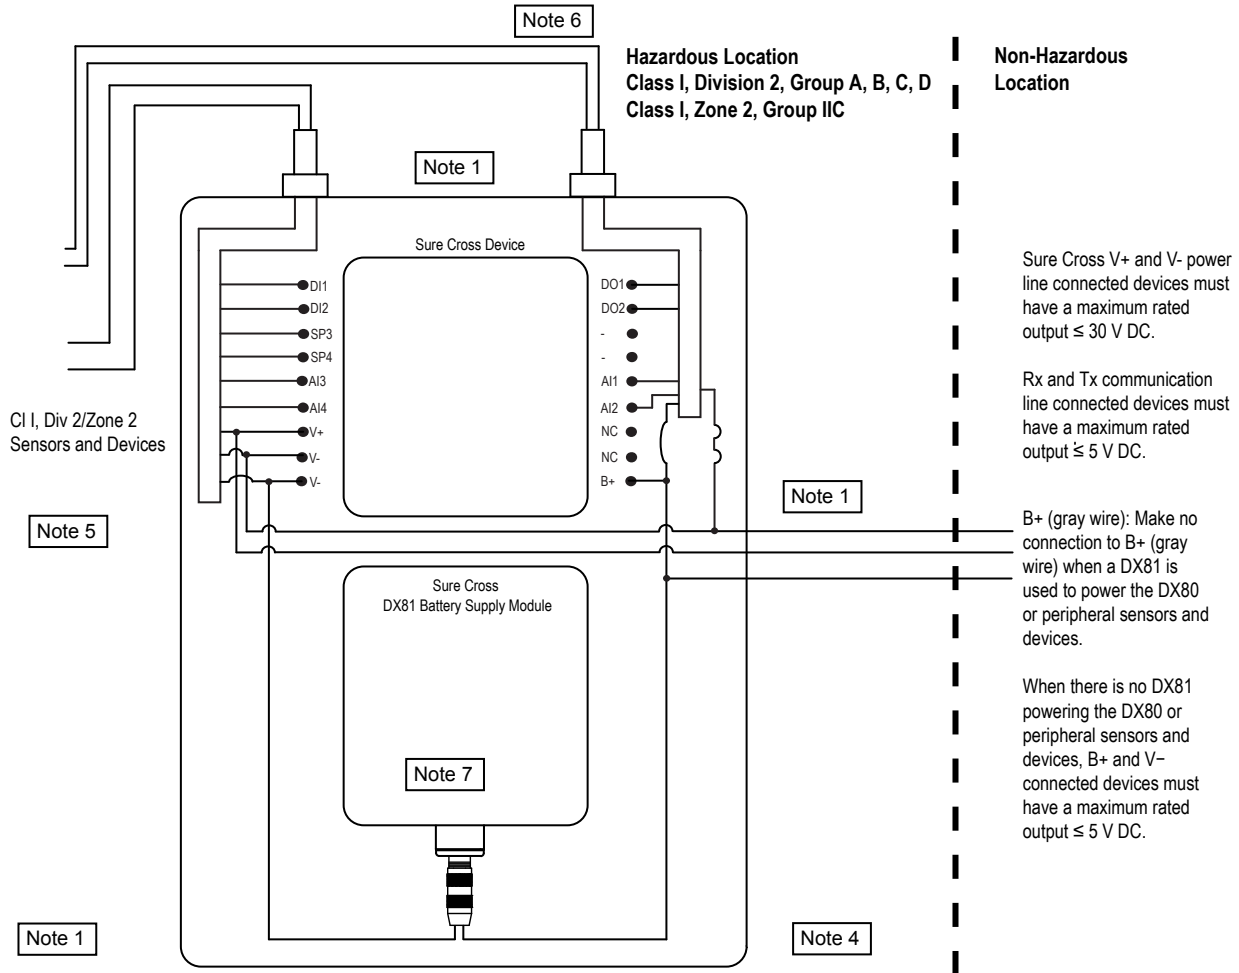 Note 6
Hazardous Location
Class I, Division 2, Group A, B, C, D
Class I, Zone 2, Group IIC
Non-Hazardous
Location
Note 1
Sure Cross Device
DI1
DI2
SP3
SP4
AI3
AI4
V+
V-
V-
DO1
DO2
-
-
AI1
AI2
NC
NC
B+
Cl I, Div 2/Zone 2
Sensors and Devices
Note 5
Note 1
Sure Cross V+ and V- power
line connected devices must
have a maximum rated
output ≤ 30 V DC.
Rx and Tx communication
line connected devices must
have a maximum rated
output ≤ 5 V DC.
B+ (gray wire): Make no
connection to B+ (gray
wire) when a DX81 is
used to power the DX80
or peripheral sensors and
devices.
When there is no DX81
powering the DX80 or
peripheral sensors and
devices, B+ and V−
connected devices must
have a maximum rated
output ≤ 5 V DC.
Sure Cross
DX81 Battery Supply Module
Note 7
Note 1
Note 4